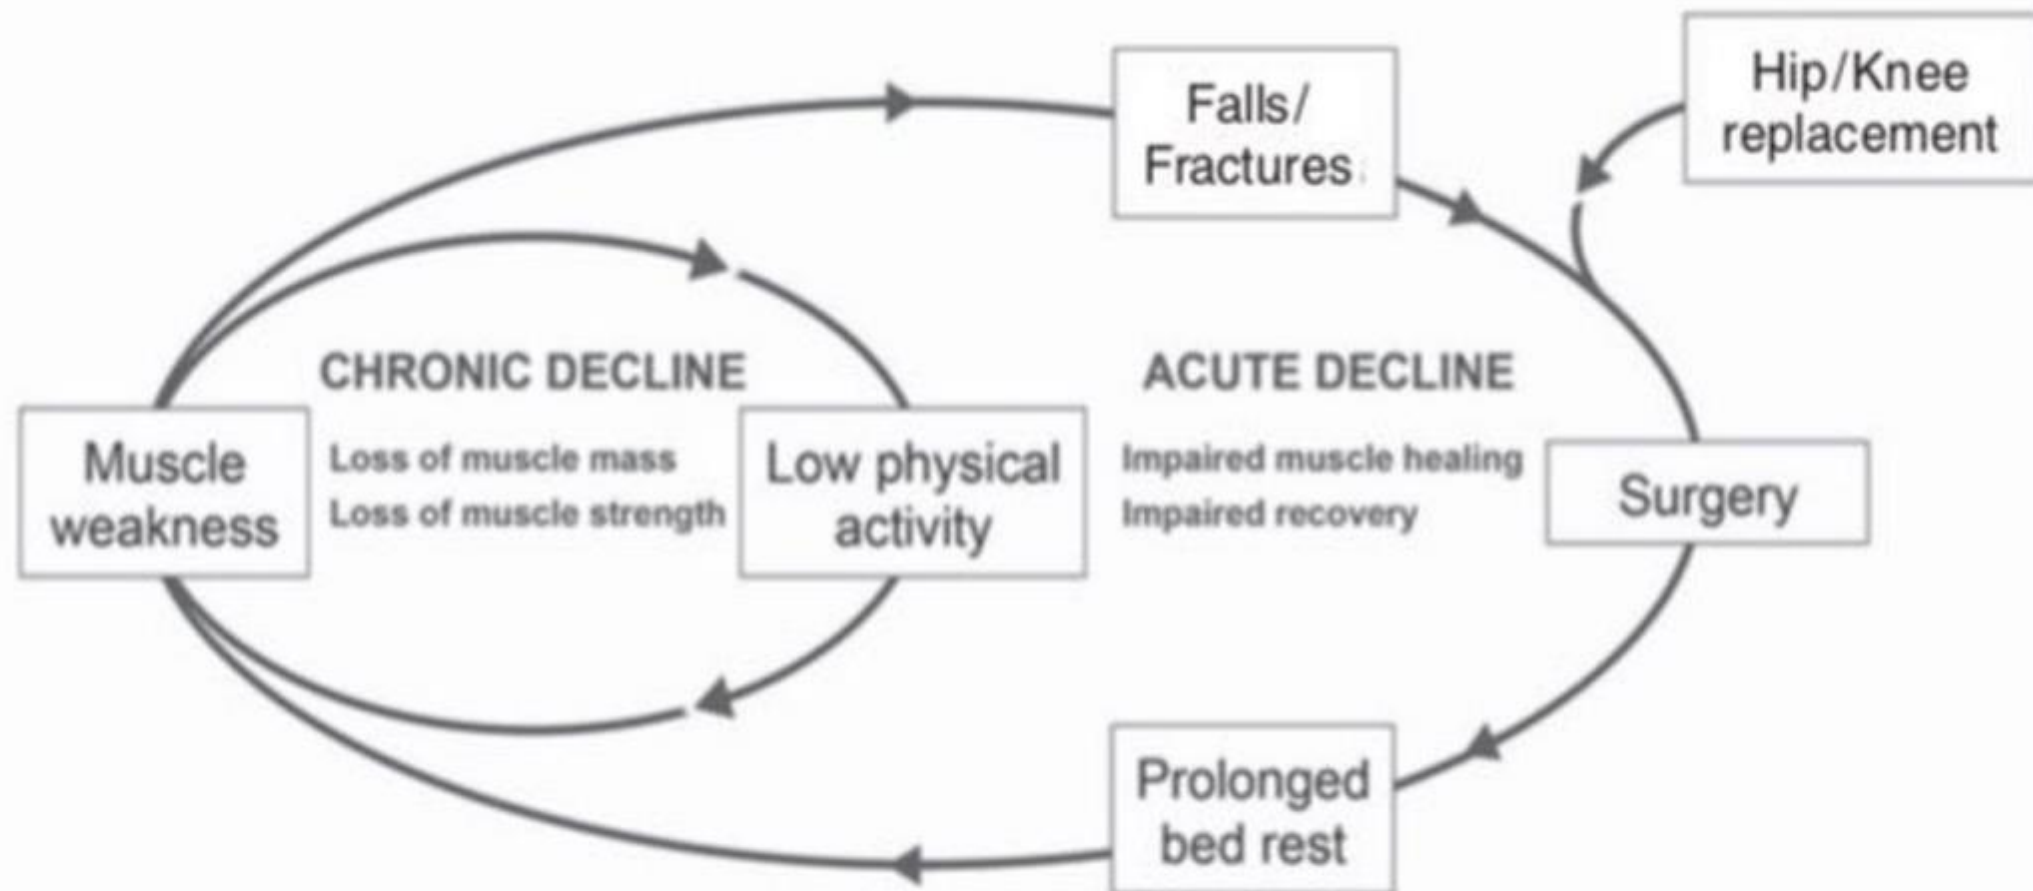 Hip/Knee
replacement
Falls/
Fractures
CHRONIC DECLINE
ACUTE DECLINE
Muscle
weakness
Loss of muscle mass
Loss of muscle strength
Low physical
activity
Impaired muscle healing
Impaired recovery
Surgery
Prolonged
bed rest